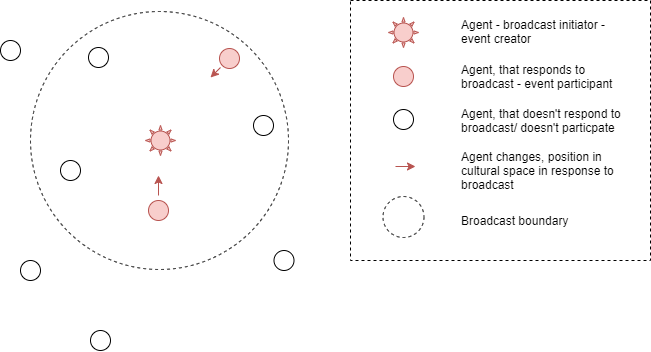 Agent - broadcast initiator -
event creator
Agent, that responds to
broadcast - event participant
Agent, that doesn't respond to
broadcast/ doesn't particpate
Agent changes, position in
cultural space in response to
broadcast
Broadcast boundary